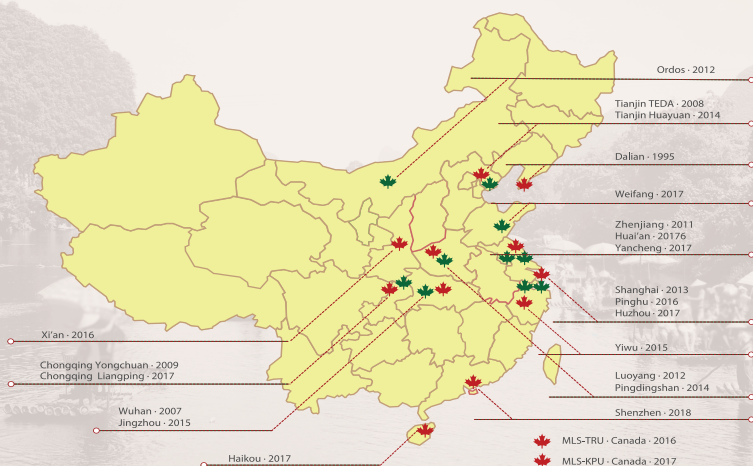 Ordos · 2012
Tianjin TEDA · 2008
Tianjin Huayuan · 2014
Dalian · 1995
Weifang · 2017
Zhenjiang · 2011
Huai'an · 20176
Yancheng · 2017
Shanghai · 2013
Pinghu · 2016
Huzhou · 2017
Yiwu · 2015
Luoyang · 2012
Pingdingshan · 2014
Shenzhen · 2018
MLS-TRU · Canada · 2016
MLS-KPU · Canada · 2017
Xi'an · 2016
Chongqing Yongchuan · 2009
Chongqing Liangping · 2017
Wuhan · 2007
Jingzhou · 2015
Haikou · 2017